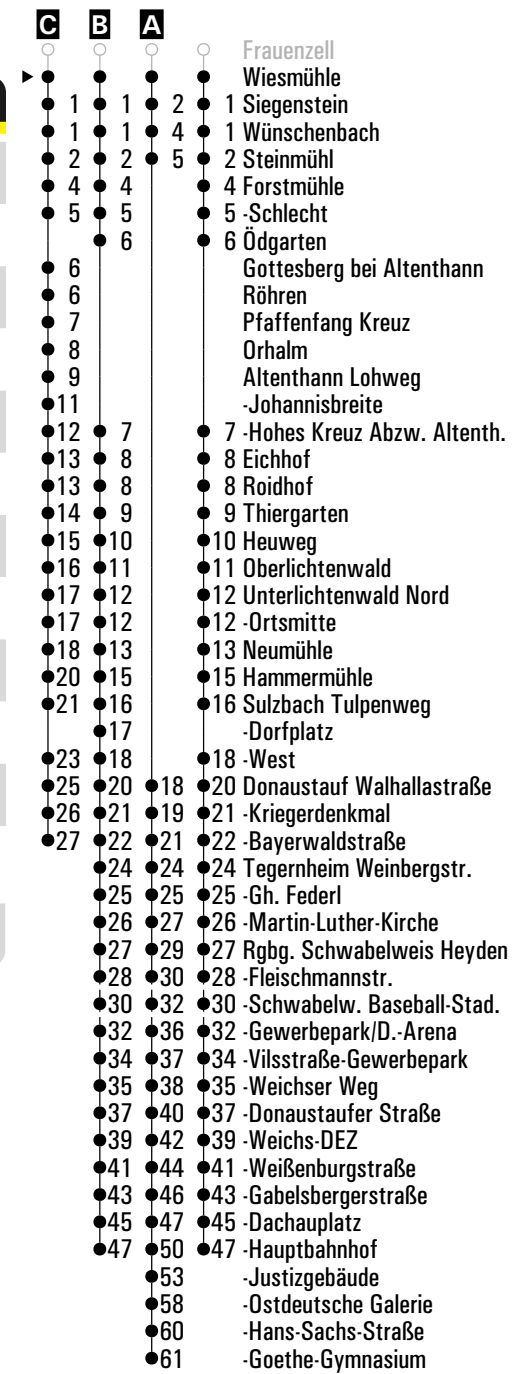 C B A
Frauenzell
Wiesmühle
1 1 2 1 Siegenstein
1 1 4 1 Wünschenbach
2 2 5 2 Steinmühl
4 4 4 Forstmühle
5 5 5 -Schlecht
6 6 Ödgarten
6 Gottesberg bei Altenthann
6 Röhren
7 Pfaffenfang Kreuz
8 Orhalm
9 Altenthann Lohweg
11 -Johannisbreite
12 7 7 -Hohes Kreuz Abzw. Altenth.
13 8 8 Eichhof
13 8 8 Roidhof
14 9 9 Thiergarten
15 10 10 Heuweg
16 11 11 Oberlichtenwald
17 12 12 Unterlichtenwald Nord
17 12 12 -Ortsmitte
18 13 13 Neumühle
20 15 15 Hammermühle
21 16 16 Sulzbach Tulpenweg
17 -Dorfplatz
23 18 18 -West
25 20 18 20 Donaustauf Walhallastraße
26 21 19 21 -Kriegerdenkmal
27 22 21 22 -Bayerwaldstraße
24 24 24 Tegernheim Weinbergstr.
25 25 25 -Gh. Federl
26 27 26 -Martin-Luther-Kirche
27 29 27 Rgbg. Schwabelweis Heyden
28 30 28 -Fleischmannstr.
30 32 30 -Schwabelw. Baseball-Stad.
32 36 32 -Gewerbepark/D.-Arena
34 37 34 -Vilsstraße-Gewerbepark
35 38 35 -Weichser Weg
37 40 37 -Donaustaufer Straße
39 42 39 -Weichs-DEZ
41 44 41 -Weißenburgstraße
43 46 43 -Gabelsbergerstraße
45 47 45 -Dachauplatz
47 50 47 -Hauptbahnhof
53 -Justizgebäude
58 -Ostdeutsche Galerie
60 -Hans-Sachs-Straße
61 -Goethe-Gymnasium